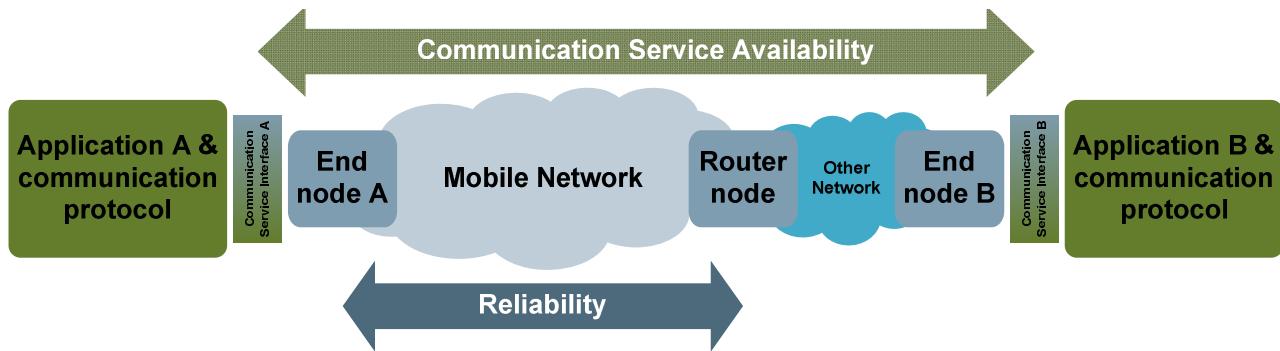 Communication Service Availability
Application A &
communication
protocol
Communication
Service Interface A
End
node A
Mobile Network
Router
node
Other
Network
End
node B
Communication
Service Interface B
Application B &
communication
protocol
Reliability